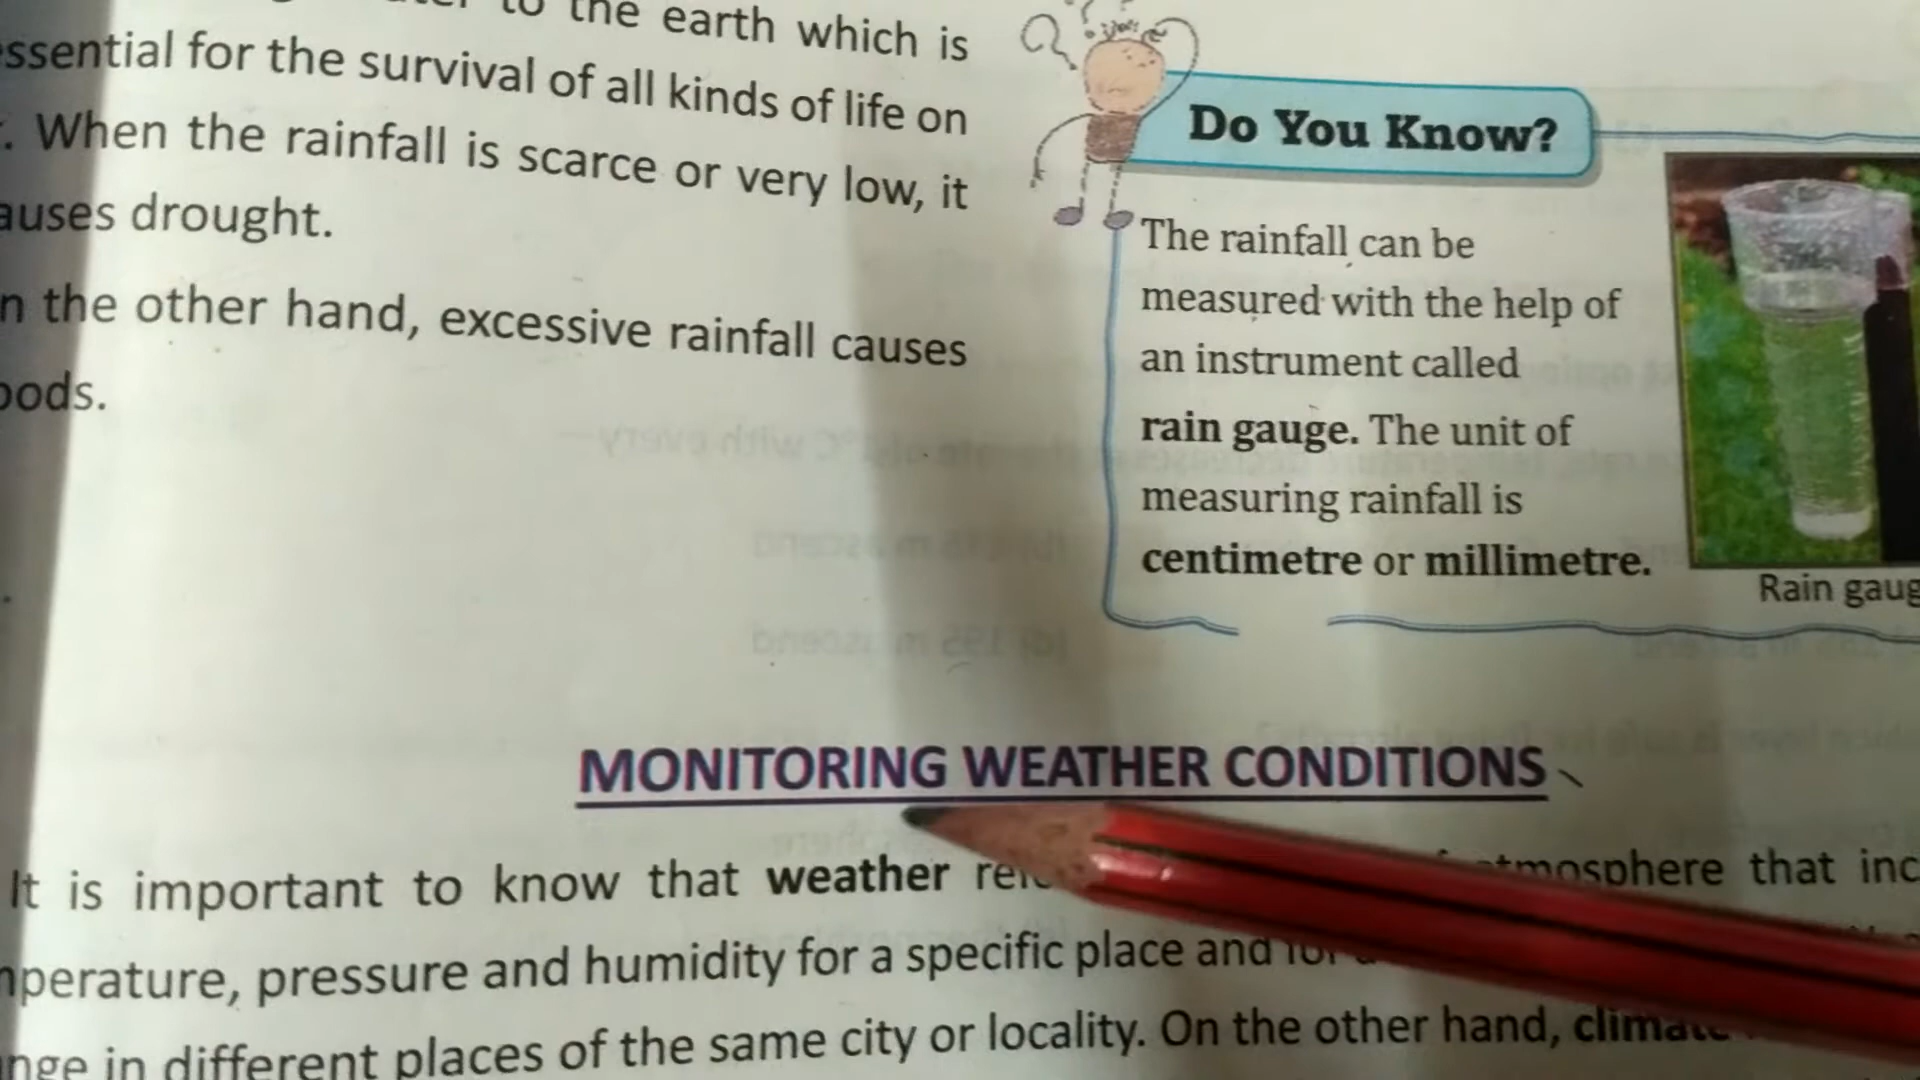 to the earth which is
ssential for the survival of all kinds of life on
. When the rainfall is scarce or very low, it
auses drought.
n the other hand, excessive rainfall causes
oods.
Do You Know?
The rainfall can be
measured with the help of
an instrument called
rain gauge. The unit of
measuring rainfall is
centimetre or millimetre.
Rain gaug
MONITORING WEATHER CONDITIONS
It is important to know that weather atmosphere that inc
perature, pressure and humidity for a specific place and
nge in different places of the same city or locality. On the other hand, climate